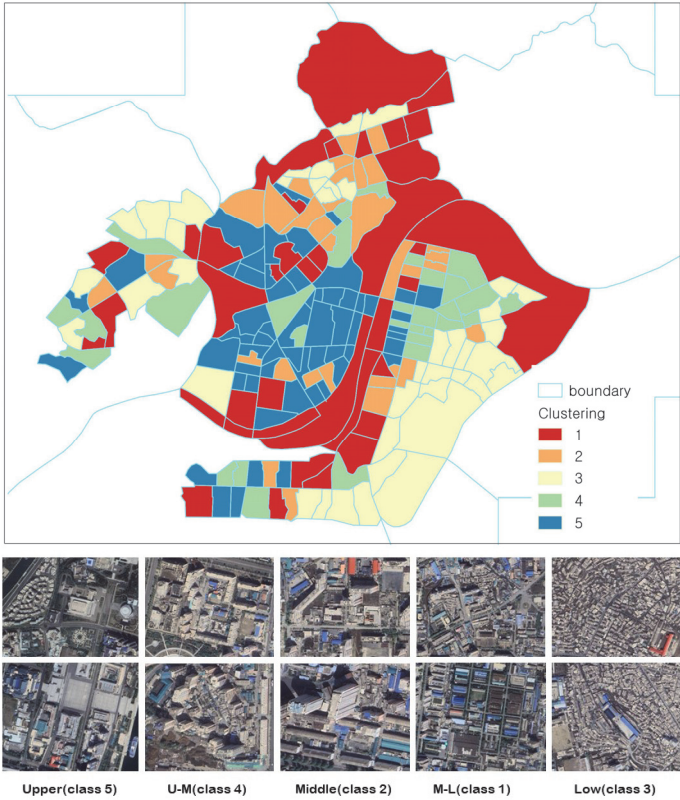 boundary
Clustering
1
2
3
4
5
Upper(class 5)
U-M(class 4)
Middle(class 2)
M-L(class 1)
Low(class 3)